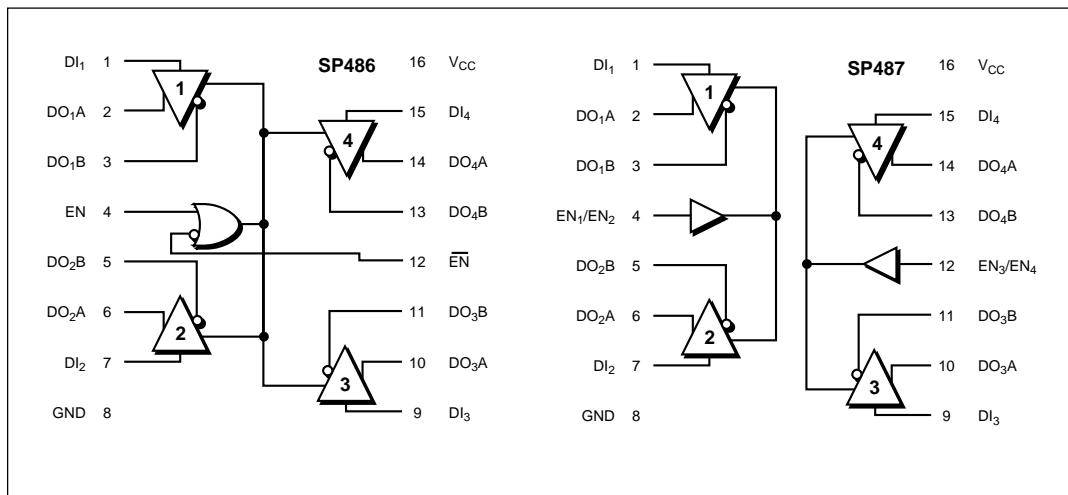 SP486
DI1 1
DO1A 2
DO1B 3
EN 4
DO2B 5
DO2A 6
DI2 7
GND 8
16 VCC
15 DI4
14 DO4A
13 DO4B
12 E̅N̅
11 DO3B
10 DO3A
9 DI3
1
2
3
4
SP487
DI1 1
DO1A 2
DO1B 3
EN1/EN2 4
DO2B 5
DO2A 6
DI2 7
GND 8
16 VCC
15 DI4
14 DO4A
13 DO4B
12 EN3/EN4
11 DO3B
10 DO3A
9 DI3
1
2
3
4